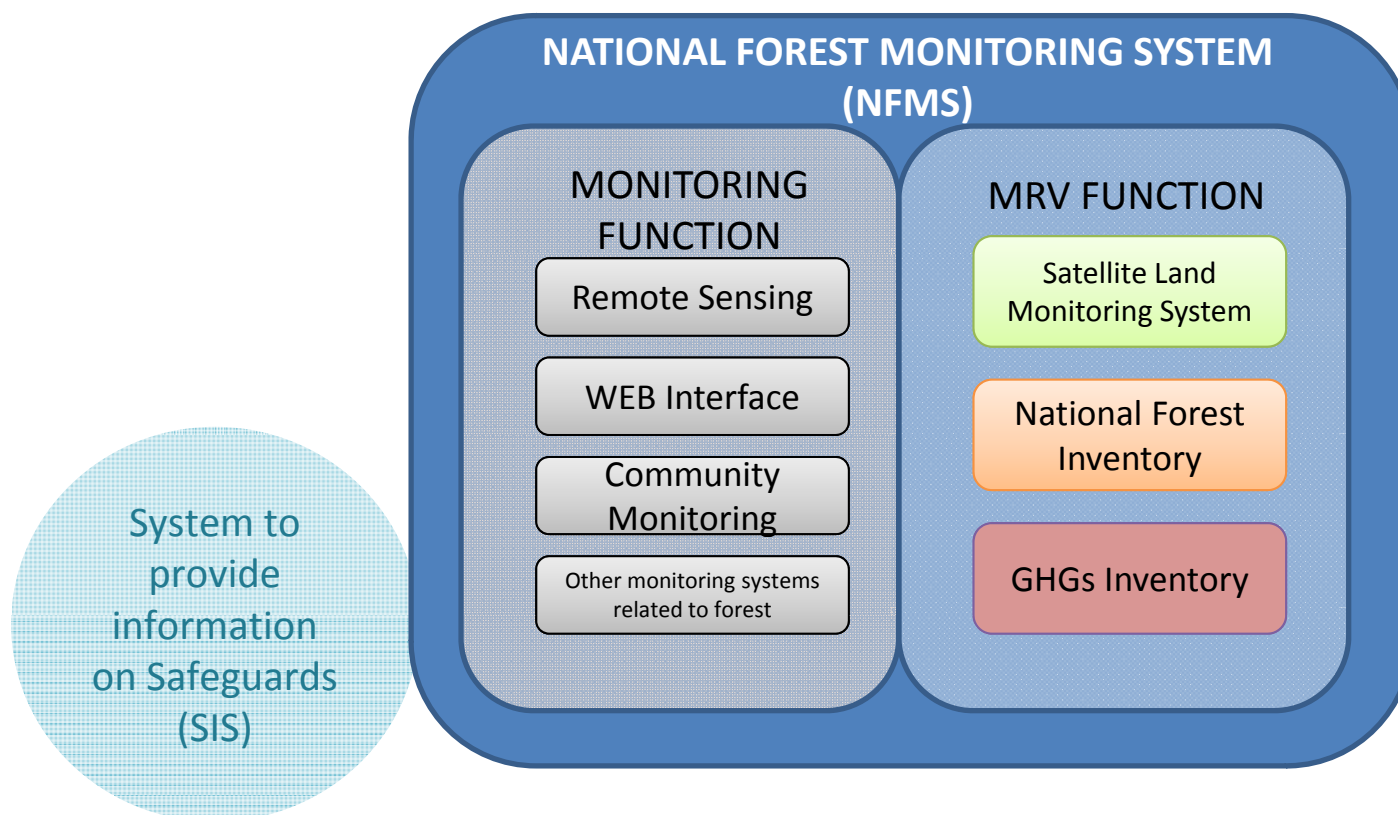 NATIONAL FOREST MONITORING SYSTEM
(NFMS)
MONITORING
FUNCTION
Remote Sensing
WEB Interface
Community
Monitoring
Other monitoring systems
related to forest
MRV FUNCTION
Satellite Land
Monitoring System
National Forest
Inventory
GHGs Inventory
System to
provide
information
on Safeguards
(SIS)